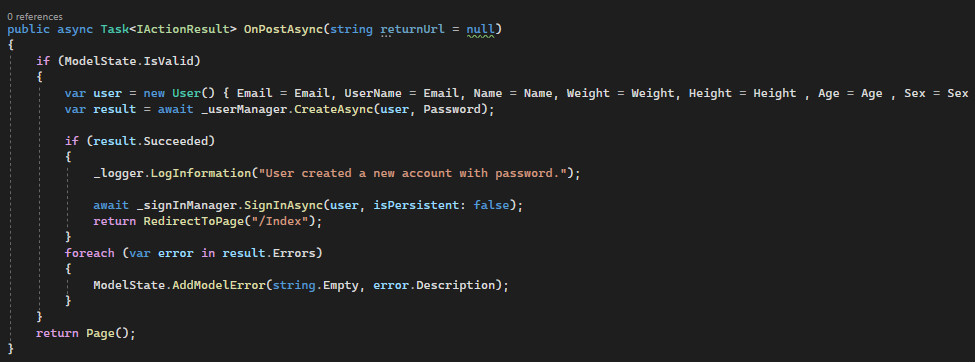 0 references
public async Task<IActionResult> OnPostAsync(string returnUrl = null)
{
if (ModelState.IsValid)
{
var user = new User() { Email = Email, UserName = Email, Name = Name, Weight = Weight, Height = Height , Age = Age , Sex = Sex
var result = await _userManager.CreateAsync(user, Password);
if (result.Succeeded)
{
_logger.LogInformation("User created a new account with password.");
await _signInManager.SignInAsync(user, isPersistent: false);
return RedirectToPage("/Index");
}
foreach (var error in result.Errors)
{
ModelState.AddModelError(string.Empty, error.Description);
}
}
return Page();
}